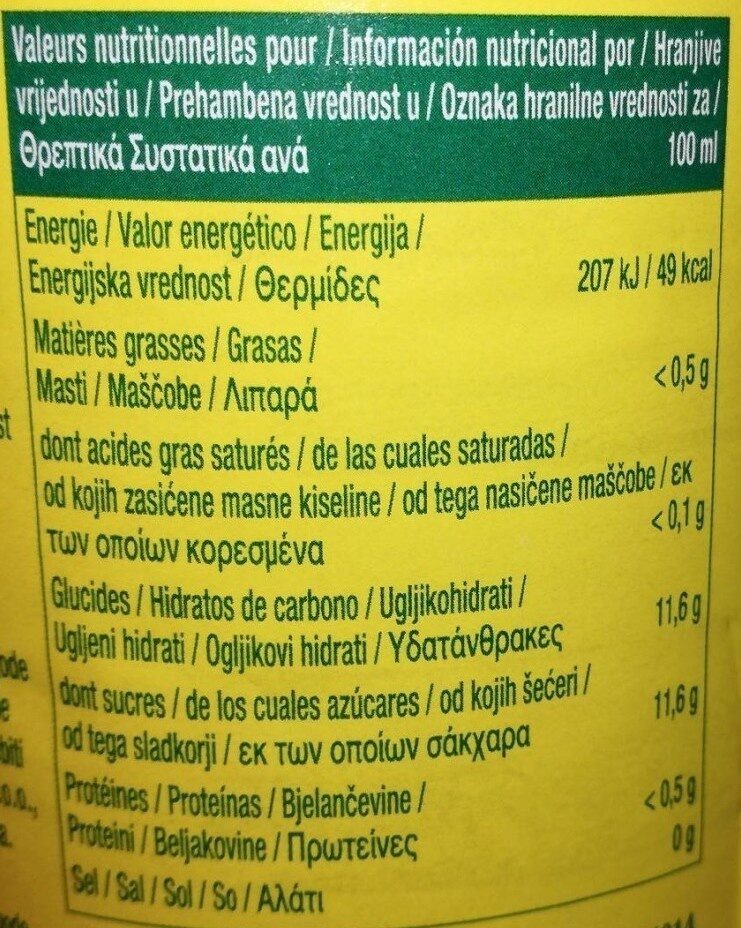 Valeurs nutritionnelles pour / Información nutricional por / Hranjive
vrijednosti u / Prehambena vrednost u / Oznaka hranilne vrednosti za /
Θρεπτικά Συστατικά ανά 100 ml
Energie / Valor energético / Energija /
Energijska vrednost / Θερμίδες 207 kJ / 49 kcal
Matières grasses / Grasas /
Masti / Maščobe / Λιπαρά <0,5 g
st
dont acides gras saturés / de las cuales saturadas /
od kojih zasićene masne kiseline / od tega nasičene maščobe / εκ
των οποίων κορεσμένα <0,1 g
Glucides / Hidratos de carbono / Ugljikohidrati /
Ugljeni hidrati / Ogljikovi hidrati / Υδατάνθρακες 11,6 g
dont sucres / de los cuales azúcares / od kojih šećeri /
od tega sladkorji / εκ των οποίων σάκχαρα 11,6 g
Protéines / Proteínas / Bjelančevine /
Proteini / Beljakovine / Πρωτείνες <0,5 g
Sel / Sal / Sol / So / Αλάτι 0 g